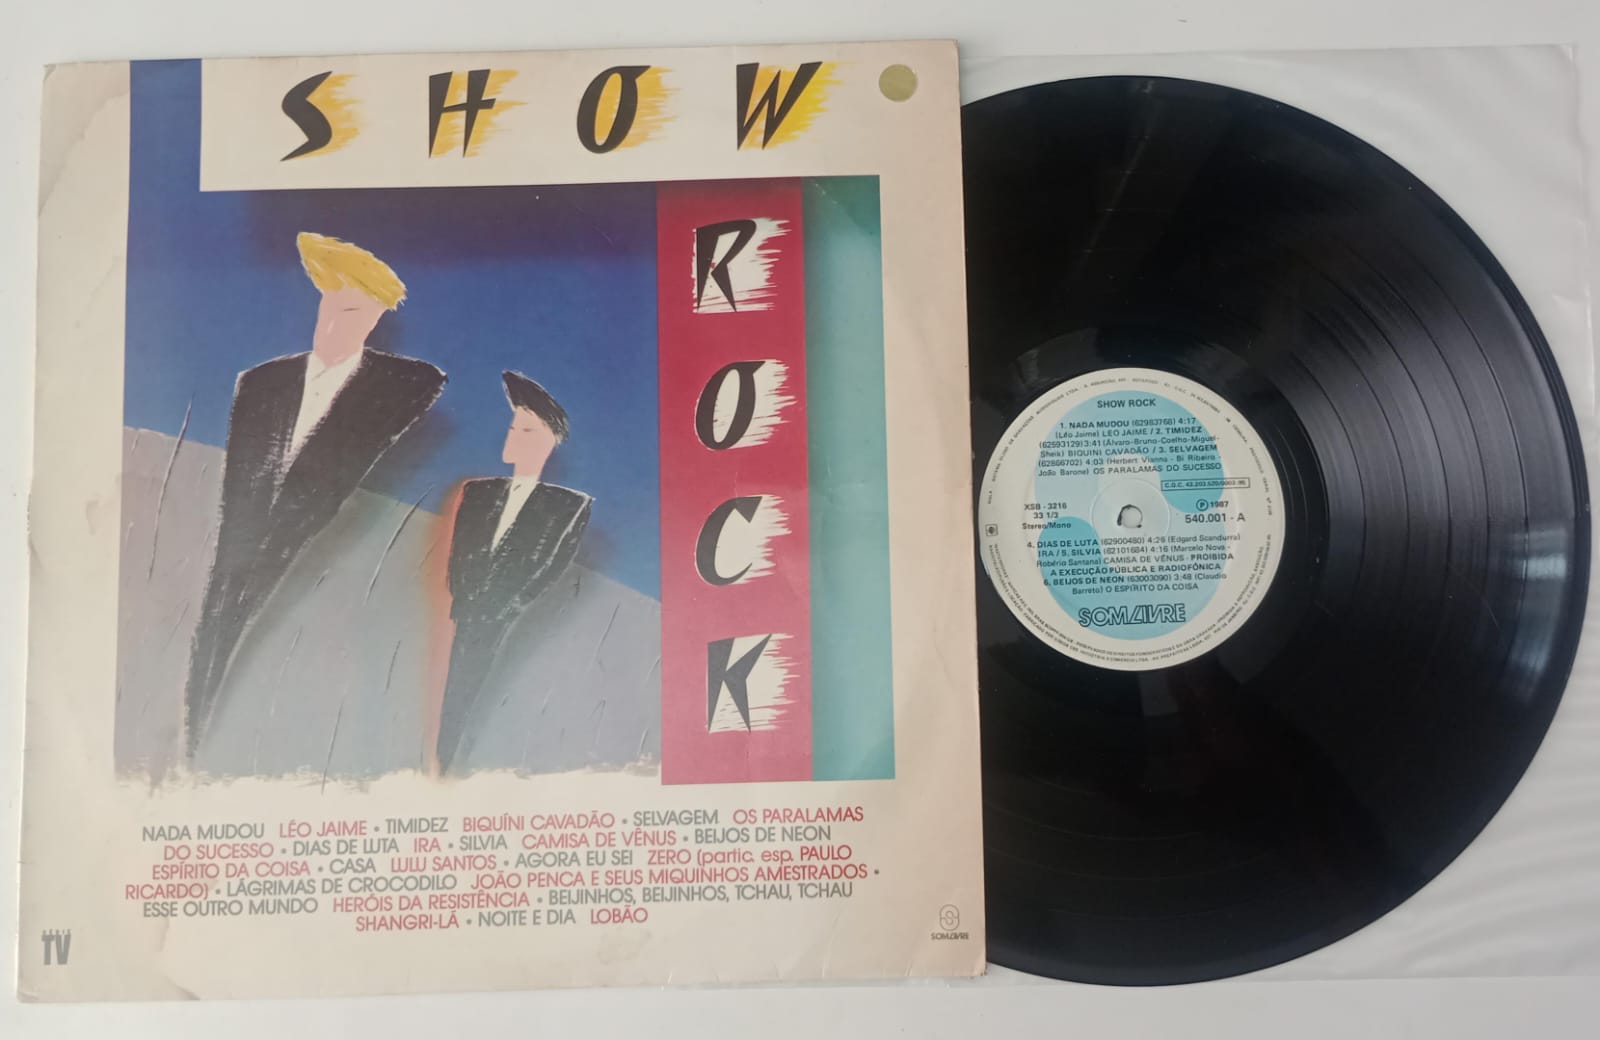 SHOW
ROCK
NADA MUDOU LÉO JAIME • TIMIDEZ BIQUÍNI CAVADÃO • SELVAGEM OS PARALAMAS
DO SUCESSO • DIAS DE LUTA IRA • SILVIA CAMISA DE VÊNUS • BEIJOS DE NEON
ESPÍRITO DA COISA • CASA LULU SANTOS • AGORA EU SEI ZERO (partic. esp. PAULO
RICARDO) • LÁGRIMAS DE CROCODILO JOÃO PENCA E SEUS MIQUINHOS AMESTRADOS •
ESSE OUTRO MUNDO HERÓIS DA RESISTÊNCIA • BEIJINHOS, BEIJINHOS, TCHAU, TCHAU
SHANGRI-LÁ • NOITE E DIA LOBÃO
SÉRIE
TV
SOM LIVRE
SHOW ROCK
1. NADA MUDOU (62983768) 4:17
(Léo Jaime) LEO JAIME / 2. TIMIDEZ
(62593129) 3:41 (Álvaro-Bruno-Coelho-Miguel-
Sheik) BIQUINI CAVADÃO / 3. SELVAGEM
(62866702) 4:03 (Herbert Vianna - Bi Ribeiro -
João Barone) OS PARALAMAS DO SUCESSO
XSB - 3216
33 1/3
Stereo/Mono
Ⓟ 1987
540.001 - A
4. DIAS DE LUTA (62900480) 4:26 (Edgard Scandurra)
IRA / 5. SILVIA (62101684) 4:16 (Marcelo Nova -
Robério Santana) CAMISA DE VÊNUS - PROIBIDA
A EXECUÇÃO PÚBLICA E RADIOFÔNICA
6. BEIJOS DE NEON (63003090) 3:48 (Claudio
Barreto) O ESPÍRITO DA COISA
SOM LIVRE